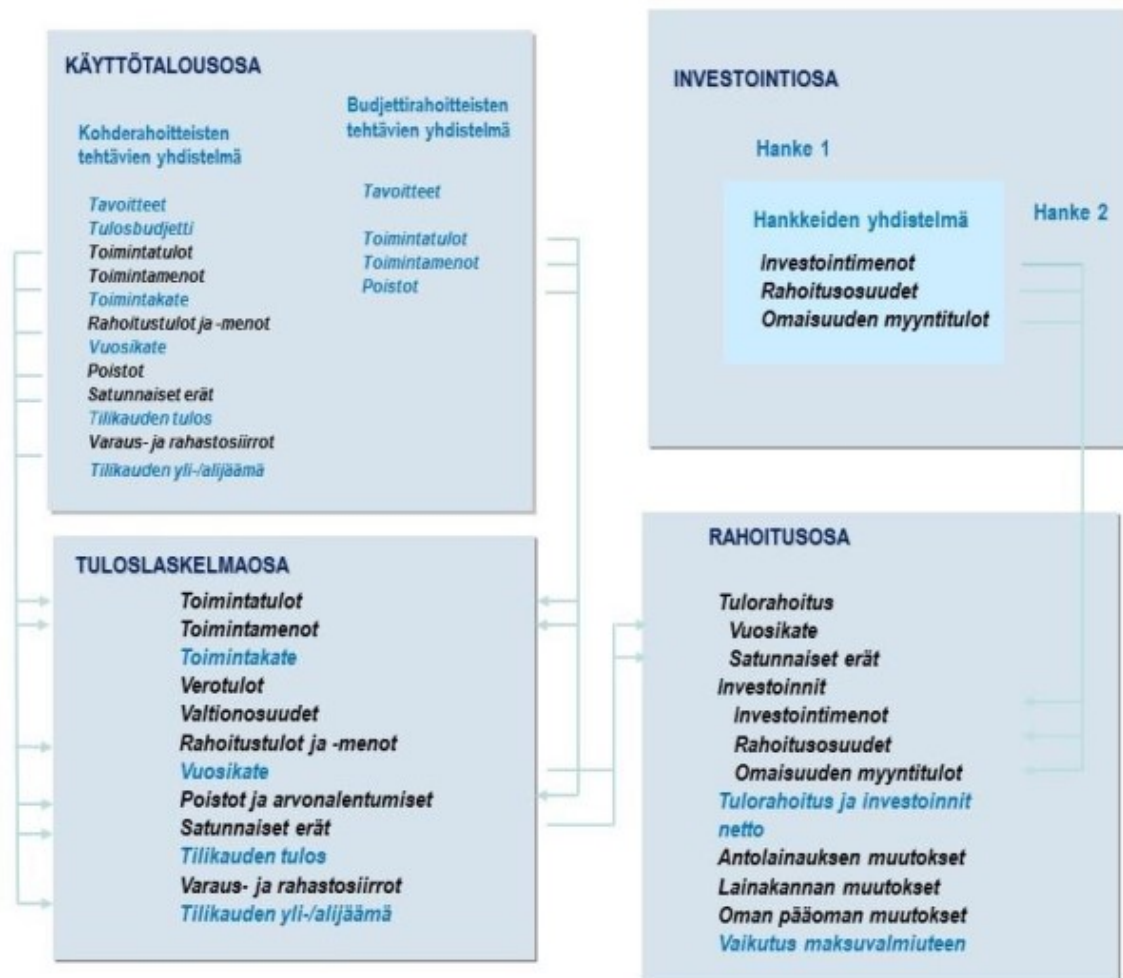 KÄYTTÖTALOUSOSA
Kohderahoitteisten
tehtävien yhdistelmä
Tavoitteet
Tulosbudjetti
Toimintatulot
Toimintamenot
Toimintakate
Rahoitustulot ja -menot
Vuosikate
Poistot
Satunnaiset erät
Tilikauden tulos
Varaus- ja rahastosiirrot
Tilikauden yli-/alijäämä
Budjettirahoitteisten
tehtävien yhdistelmä
Tavoitteet
Toimintatulot
Toimintamenot
Poistot
INVESTOINTIOSA
Hanke 1
Hankkeiden yhdistelmä
Investointimenot
Rahoitusosuudet
Omaisuuden myyntitulot
Hanke 2
TULOSLASKELMAOSA
Toimintatulot
Toimintamenot
Toimintakate
Verotulot
Valtionosuudet
Rahoitustulot ja -menot
Vuosikate
Poistot ja arvonalentumiset
Satunnaiset erät
Tilikauden tulos
Varaus- ja rahastosiirrot
Tilikauden yli-/alijäämä
RAHOITUSOSA
Tulorahoitus
Vuosikate
Satunnaiset erät
Investoinnit
Investointimenot
Rahoitusosuudet
Omaisuuden myyntitulot
Tulorahoitus ja investoinnit
netto
Antolainauksen muutokset
Lainakannan muutokset
Oman pääoman muutokset
Vaikutus maksuvalmiuteen